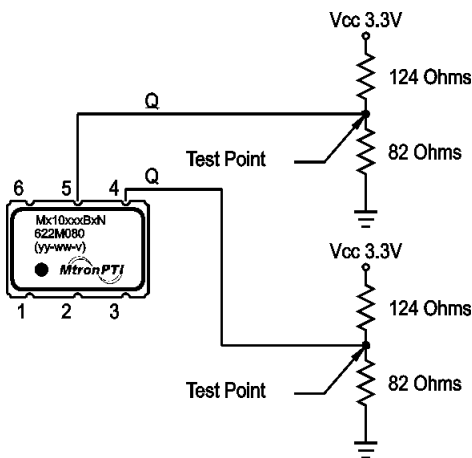 Vcc 3.3V
124 Ohms
Q
Test Point
82 Ohms
6 5 4
Q
Mx10xxxBxN
622M080
(yy-ww-v)
MtronPTI
1 2 3
Vcc 3.3V
124 Ohms
Test Point
82 Ohms